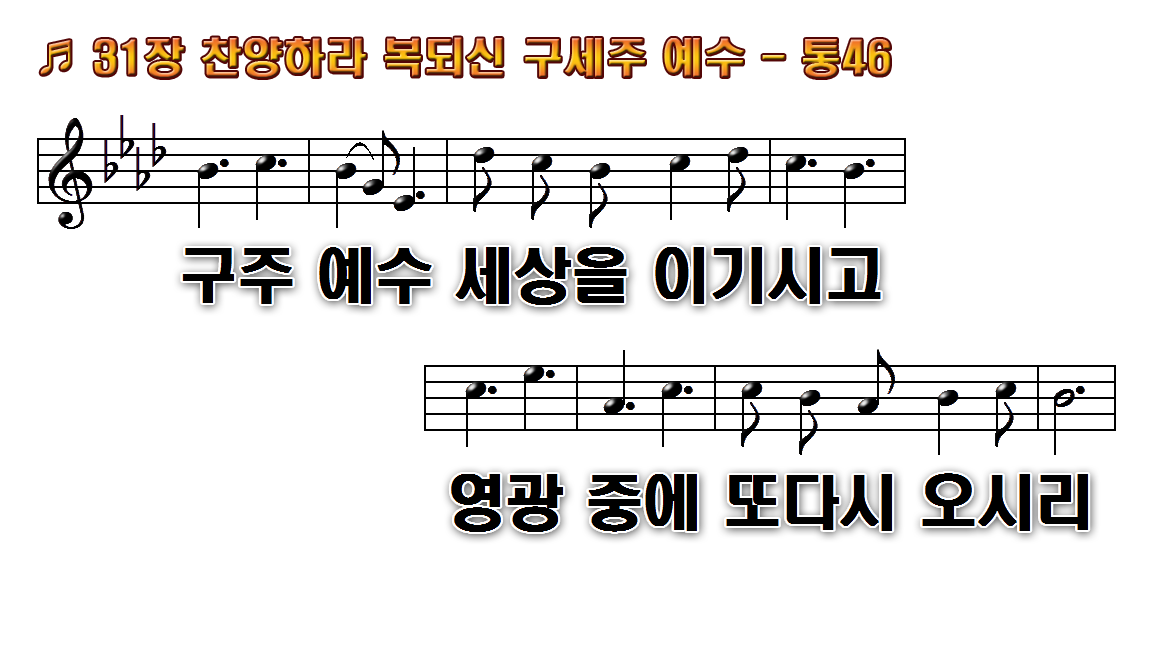 ♬ 31장 찬양하라 복되신 구세주 예수 - 통46
구주 예수 세상을 이기시고
영광 중에 또다시 오시리